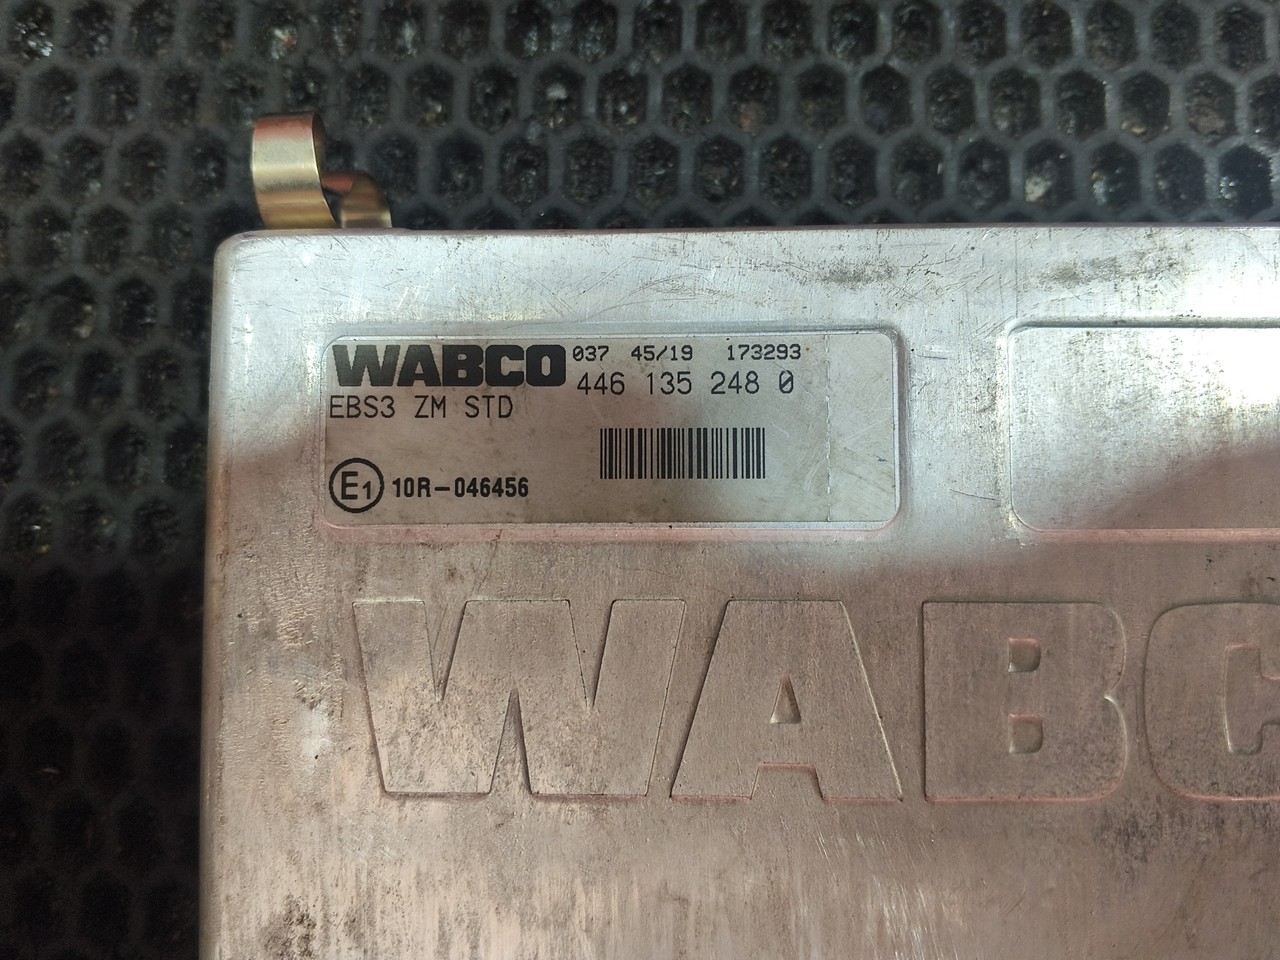 WABCO 037 45/19 173293
446 135 248 0
EBS3 ZM STD
E1 10R-046456
WABC